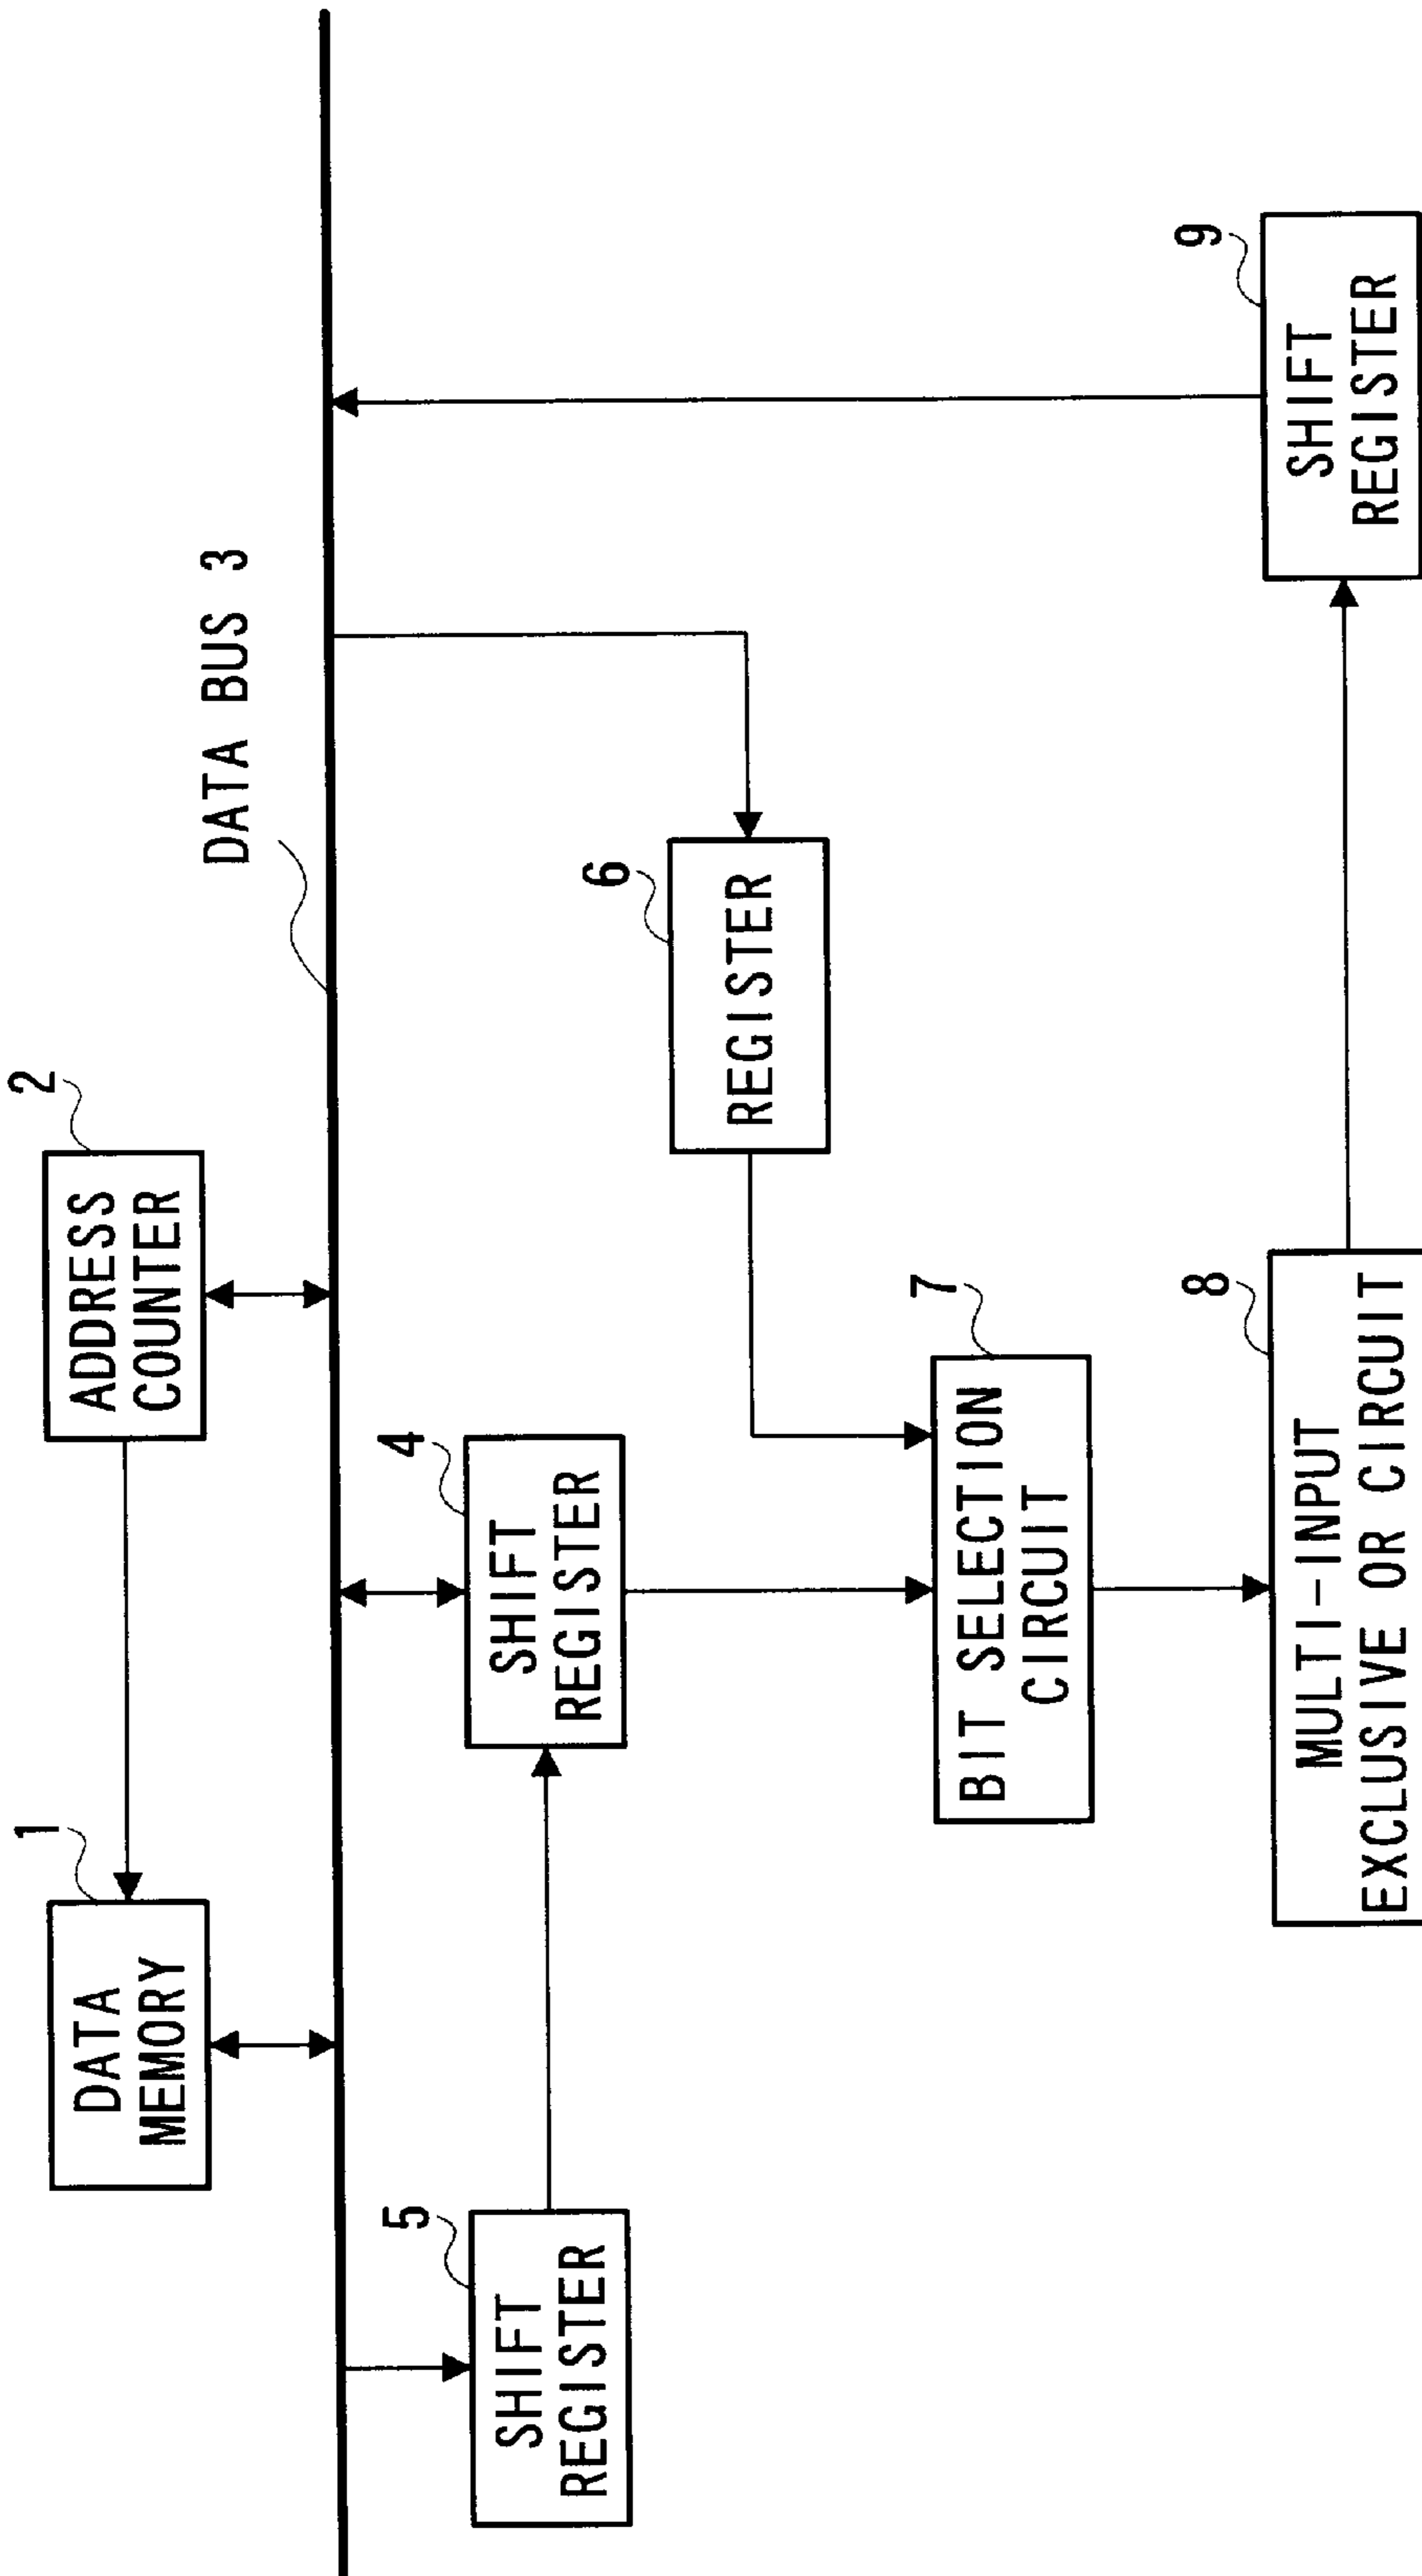 1
DATA
MEMORY
2
ADDRESS
COUNTER
DATA BUS 3
5
SHIFT
REGISTER
4
SHIFT
REGISTER
6
REGISTER
7
BIT SELECTION
CIRCUIT
8
MULTI-INPUT
EXCLUSIVE OR CIRCUIT
9
SHIFT
REGISTER